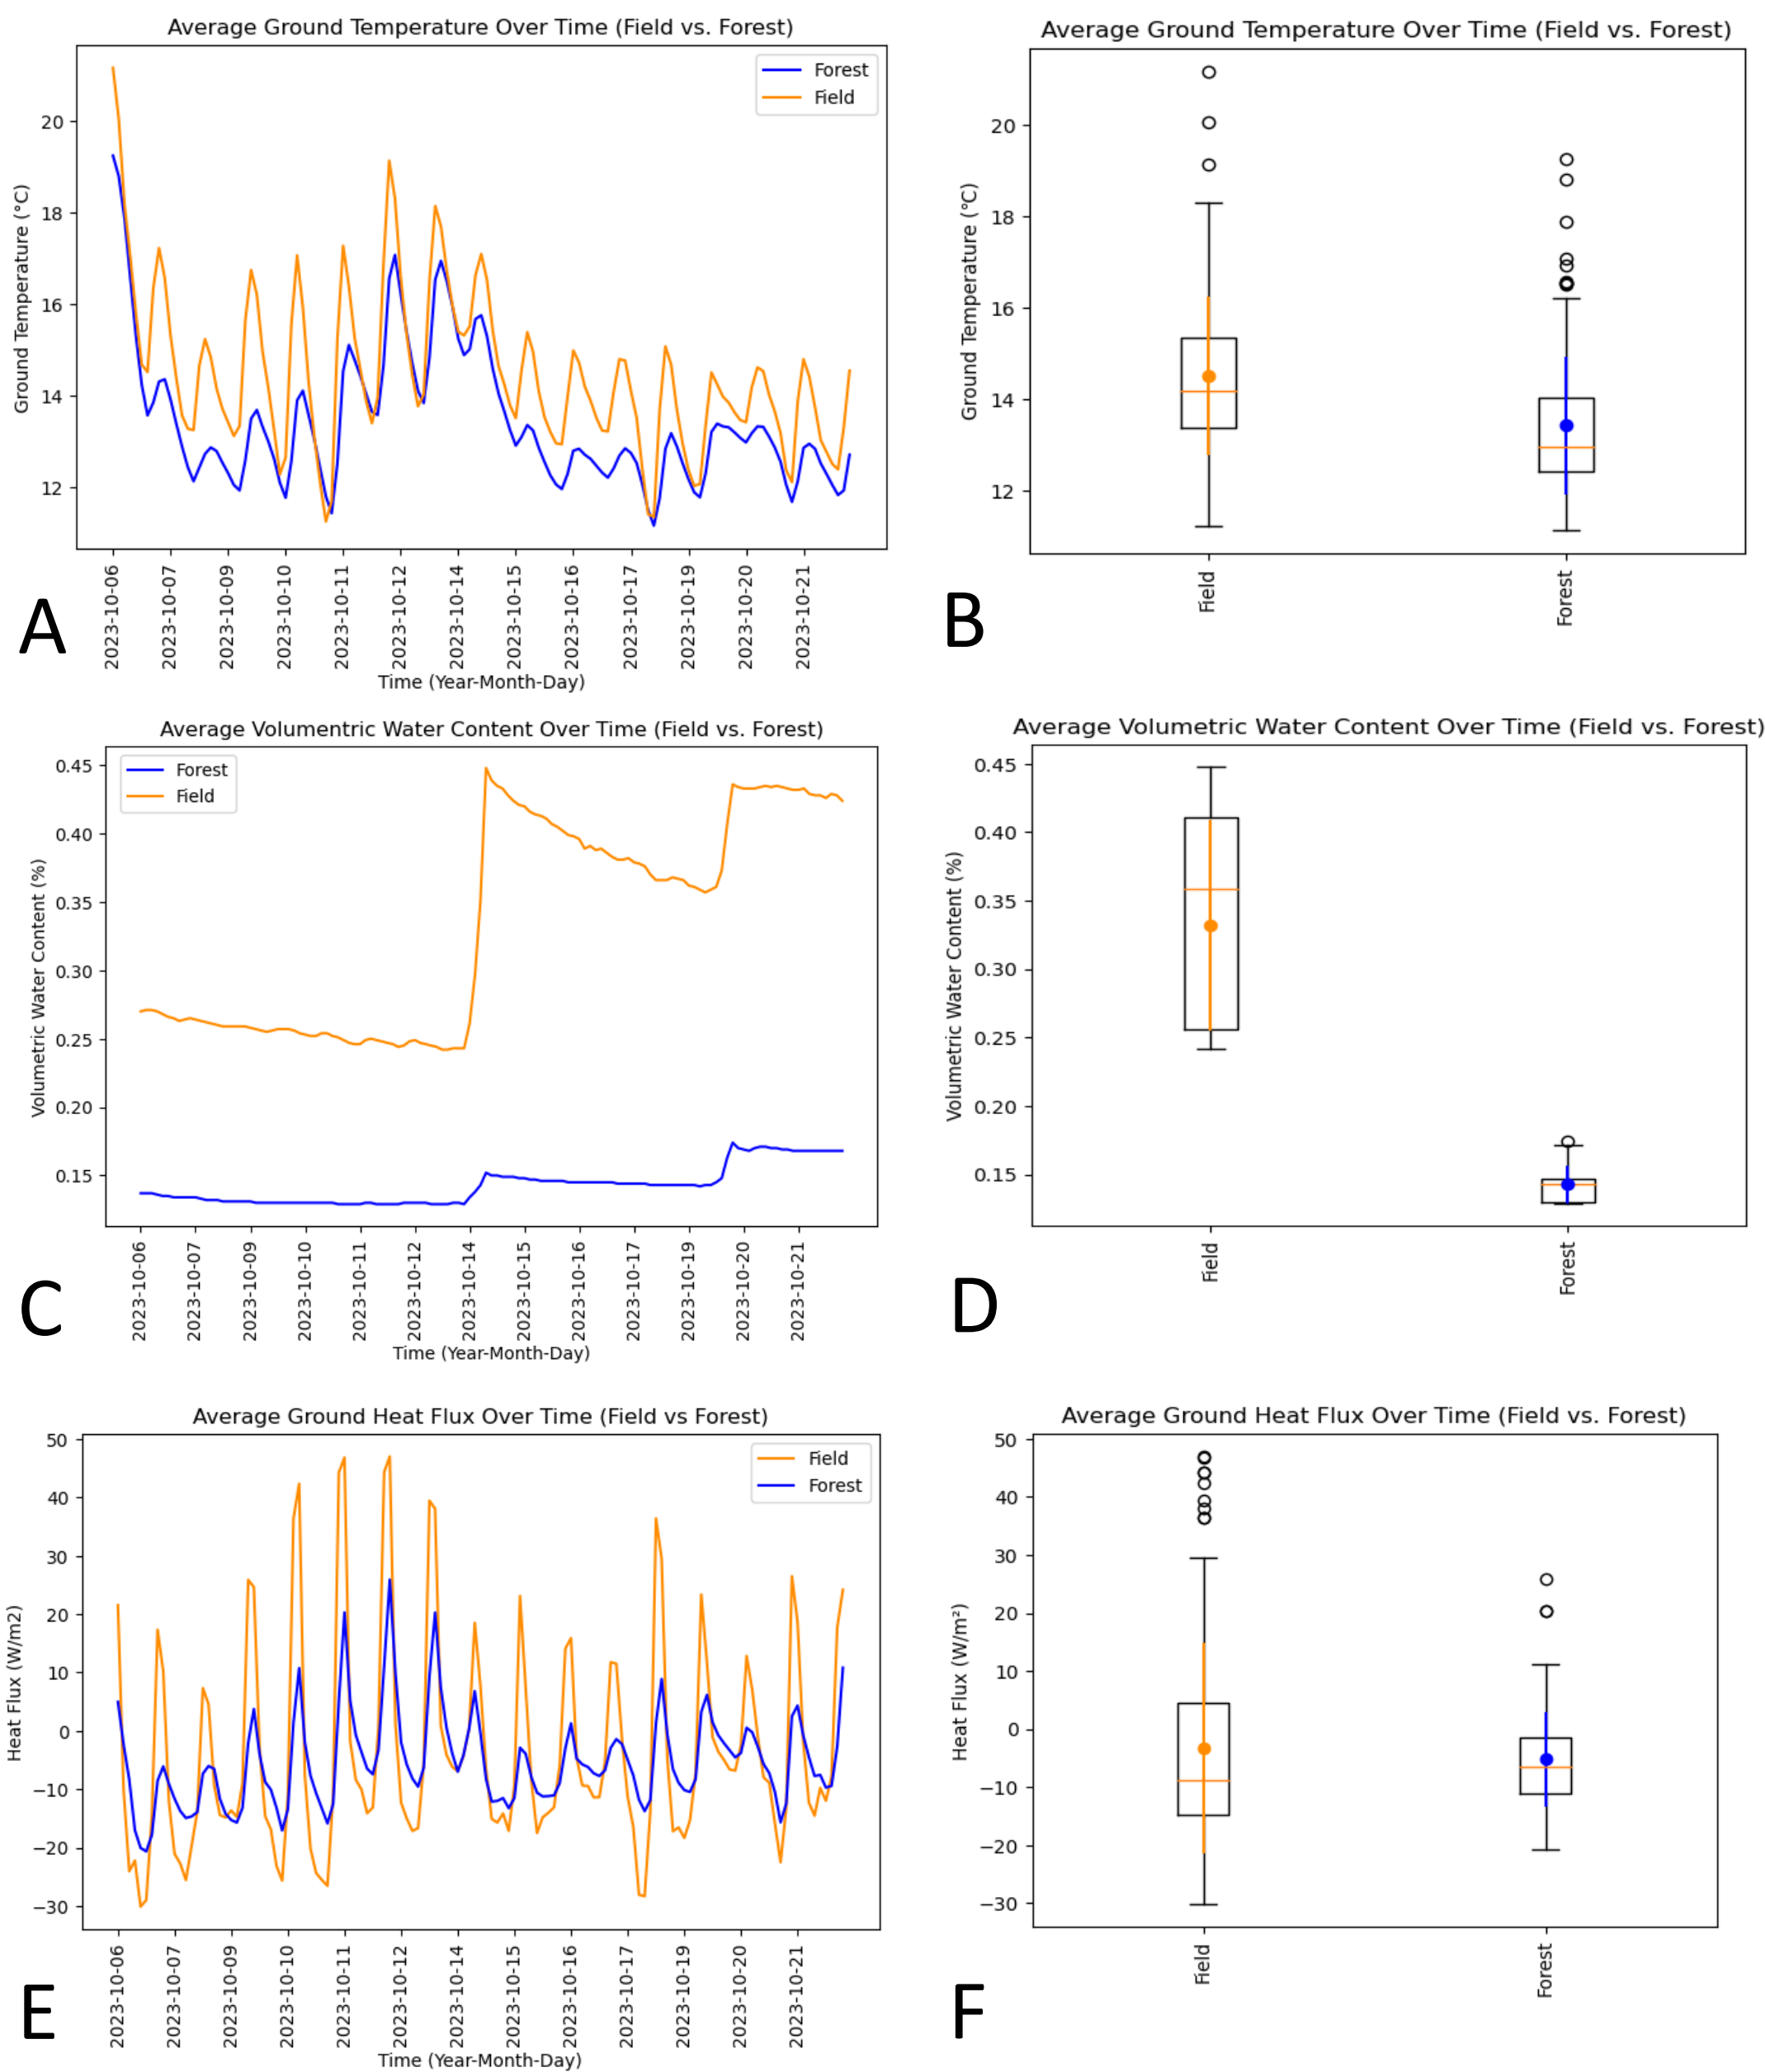 Average Ground Temperature Over Time (Field vs. Forest)
Forest
Field
20
18
16
14
12
Ground Temperature (°C)
2023-10-06
2023-10-07
2023-10-09
2023-10-10
2023-10-11
2023-10-12
2023-10-14
2023-10-15
2023-10-16
2023-10-17
2023-10-19
2023-10-20
2023-10-21
Time (Year-Month-Day)
A
Average Ground Temperature Over Time (Field vs. Forest)
20
18
16
14
12
Ground Temperature (°C)
Field
Forest
B
Average Volumentric Water Content Over Time (Field vs. Forest)
Forest
Field
0.45
0.40
0.35
0.30
0.25
0.20
0.15
Volumetric Water Content (%)
2023-10-06
2023-10-07
2023-10-09
2023-10-10
2023-10-11
2023-10-12
2023-10-14
2023-10-15
2023-10-16
2023-10-17
2023-10-19
2023-10-20
2023-10-21
Time (Year-Month-Day)
C
Average Volumetric Water Content Over Time (Field vs. Forest)
0.45
0.40
0.35
0.30
0.25
0.20
0.15
Volumetric Water Content (%)
Field
Forest
D
Average Ground Heat Flux Over Time (Field vs Forest)
Field
Forest
50
40
30
20
10
0
−10
−20
−30
Heat Flux (W/m2)
2023-10-06
2023-10-07
2023-10-09
2023-10-10
2023-10-11
2023-10-12
2023-10-14
2023-10-15
2023-10-16
2023-10-17
2023-10-19
2023-10-20
2023-10-21
Time (Year-Month-Day)
E
Average Ground Heat Flux Over Time (Field vs. Forest)
50
40
30
20
10
0
−10
−20
−30
Heat Flux (W/m²)
Field
Forest
F